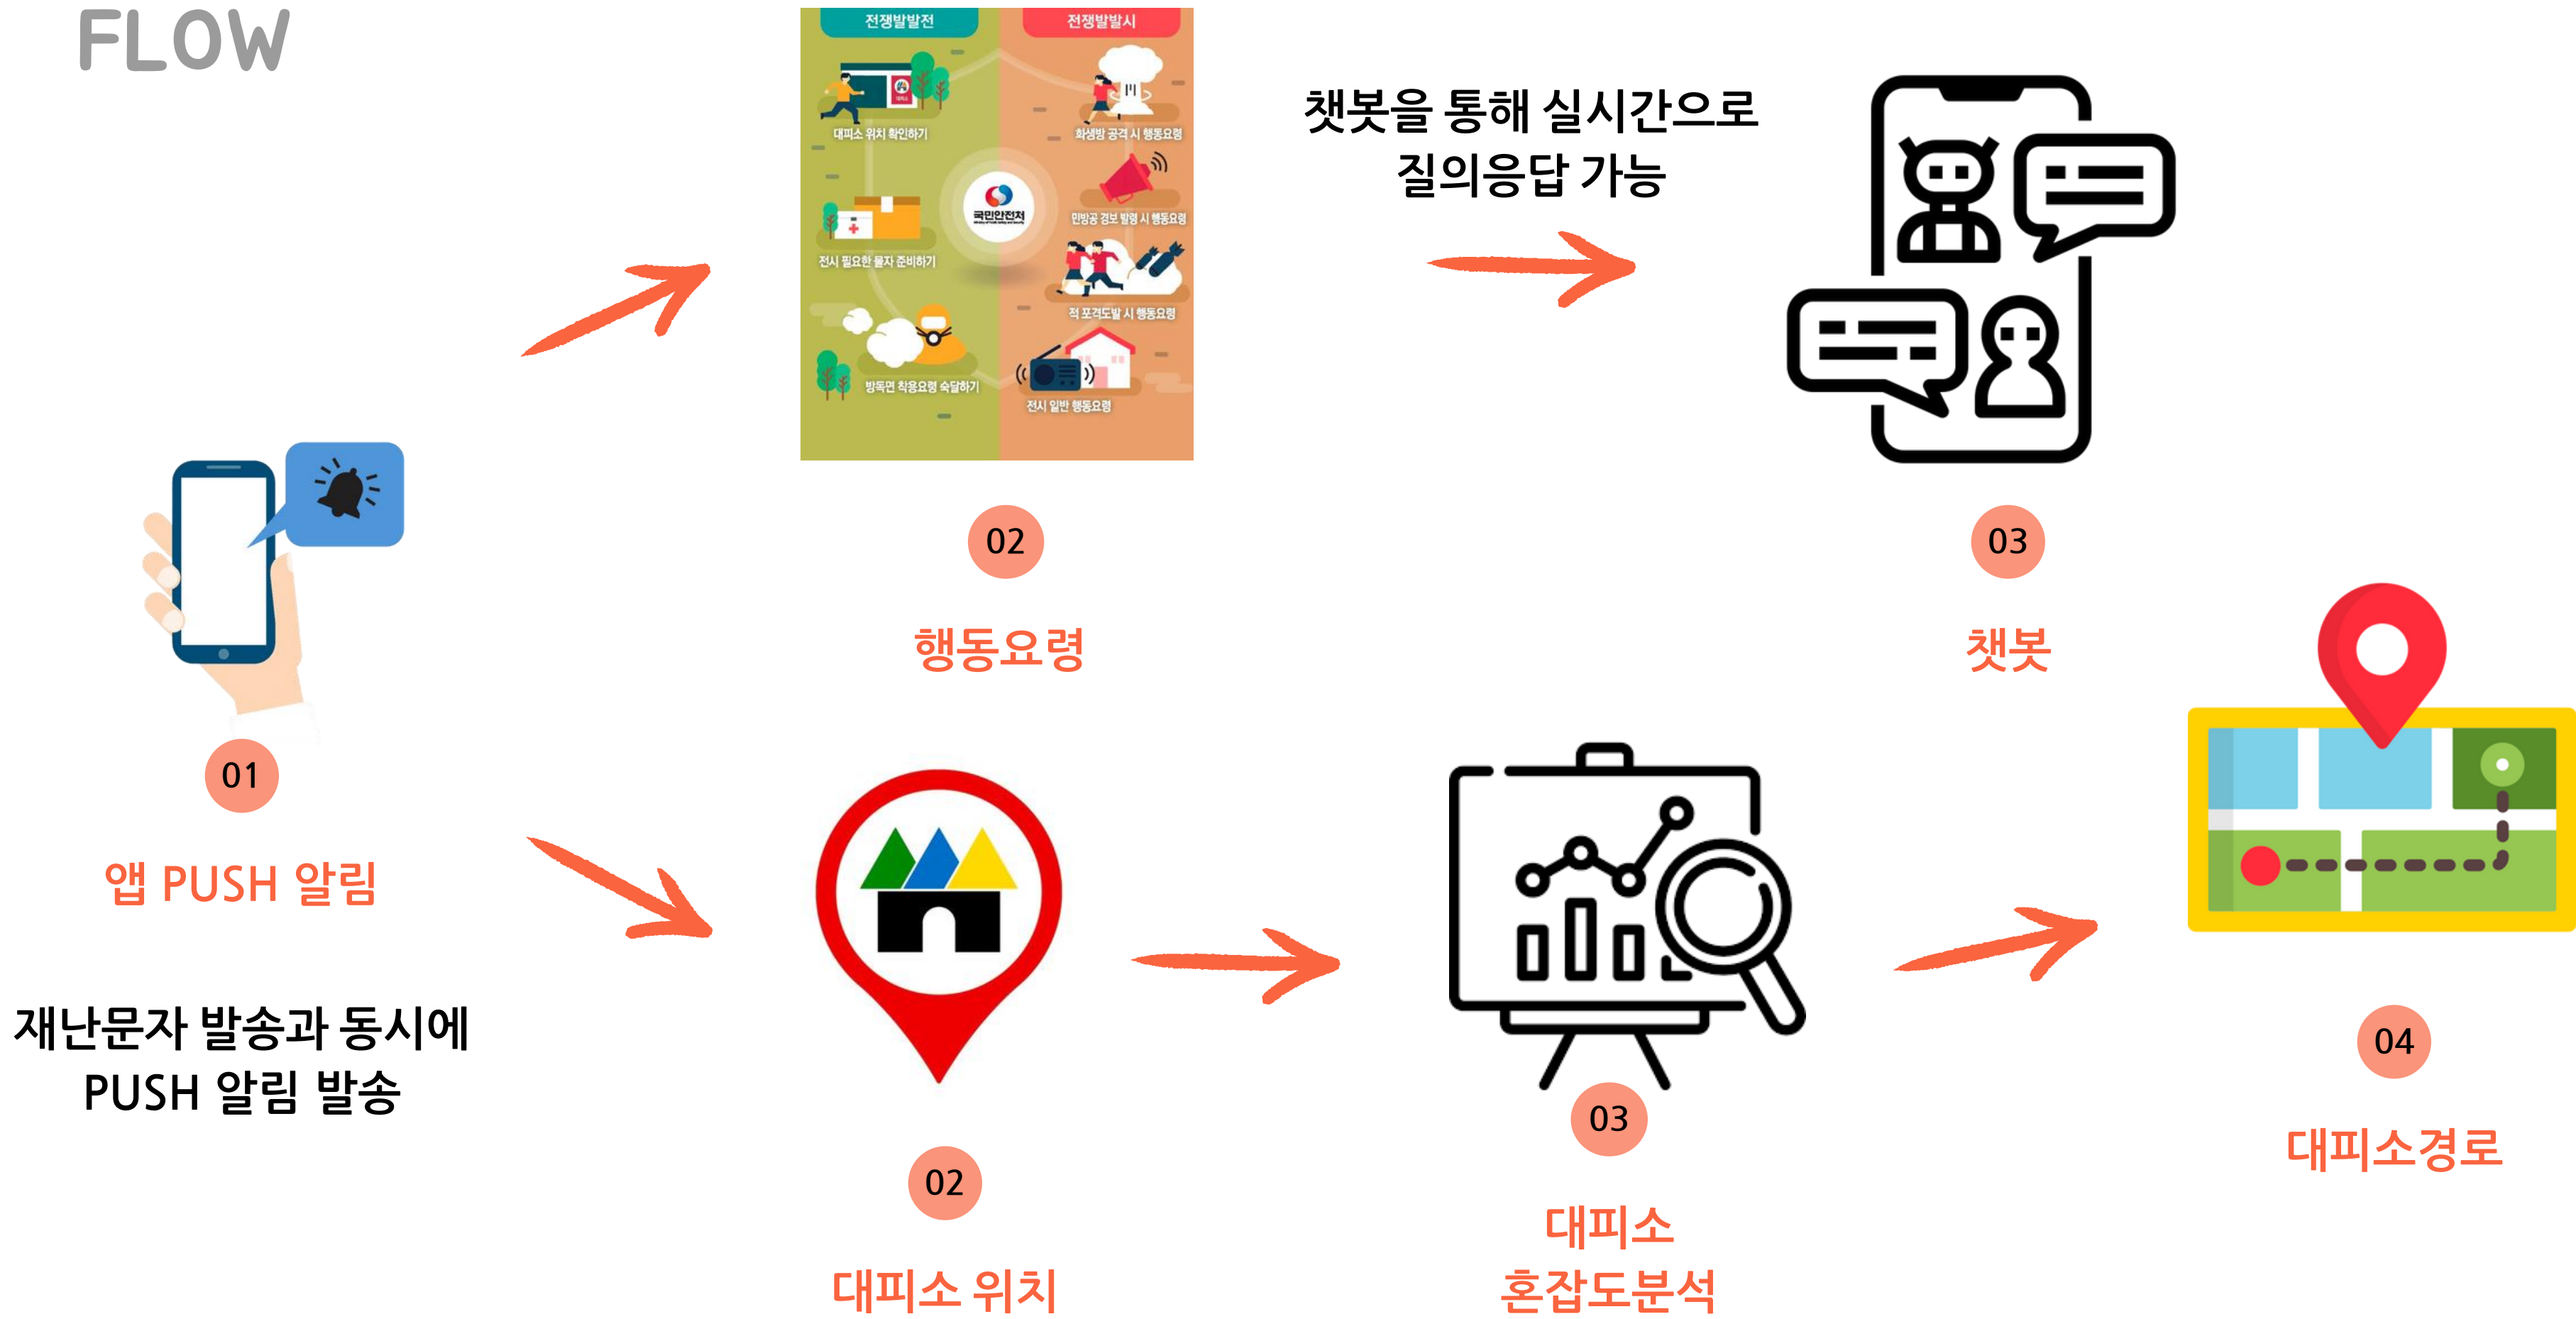 FLOW
전쟁발발전
전쟁발발시
대피소 위치 확인하기
화생방 공격 시 행동요령
국민안전처
민방공 경보 발령 시 행동요령
전시 필요한 물자 준비하기
적 포격도발 시 행동요령
방독면 착용요령 숙달하기
전시 일반 행동요령
챗봇을 통해 실시간으로
질의응답 가능
02
행동요령
03
챗봇
01
앱 PUSH 알림
재난문자 발송과 동시에
PUSH 알림 발송
02
대피소 위치
03
대피소
혼잡도분석
04
대피소경로